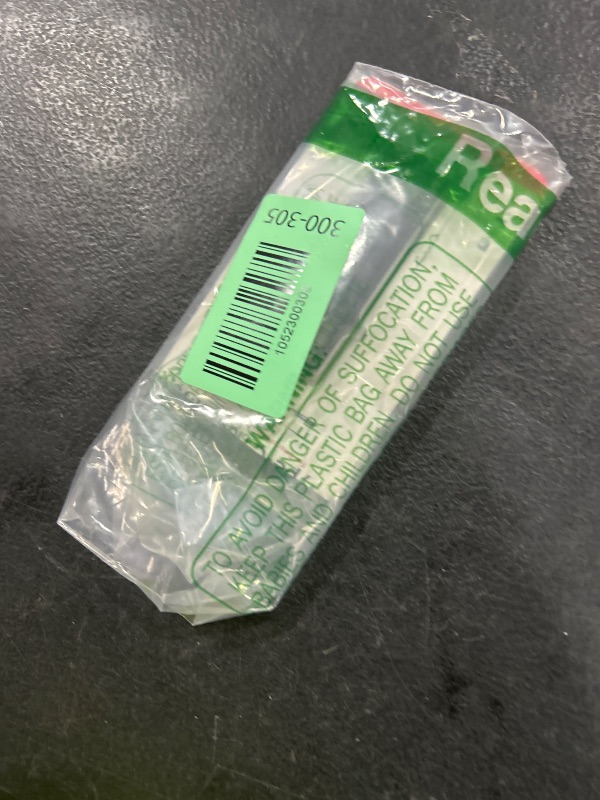 Rea
300-305
WARNING:
TO AVOID DANGER OF SUFFOCATION,
KEEP THIS PLASTIC BAG AWAY FROM
BABIES AND CHILDREN. DO NOT USE